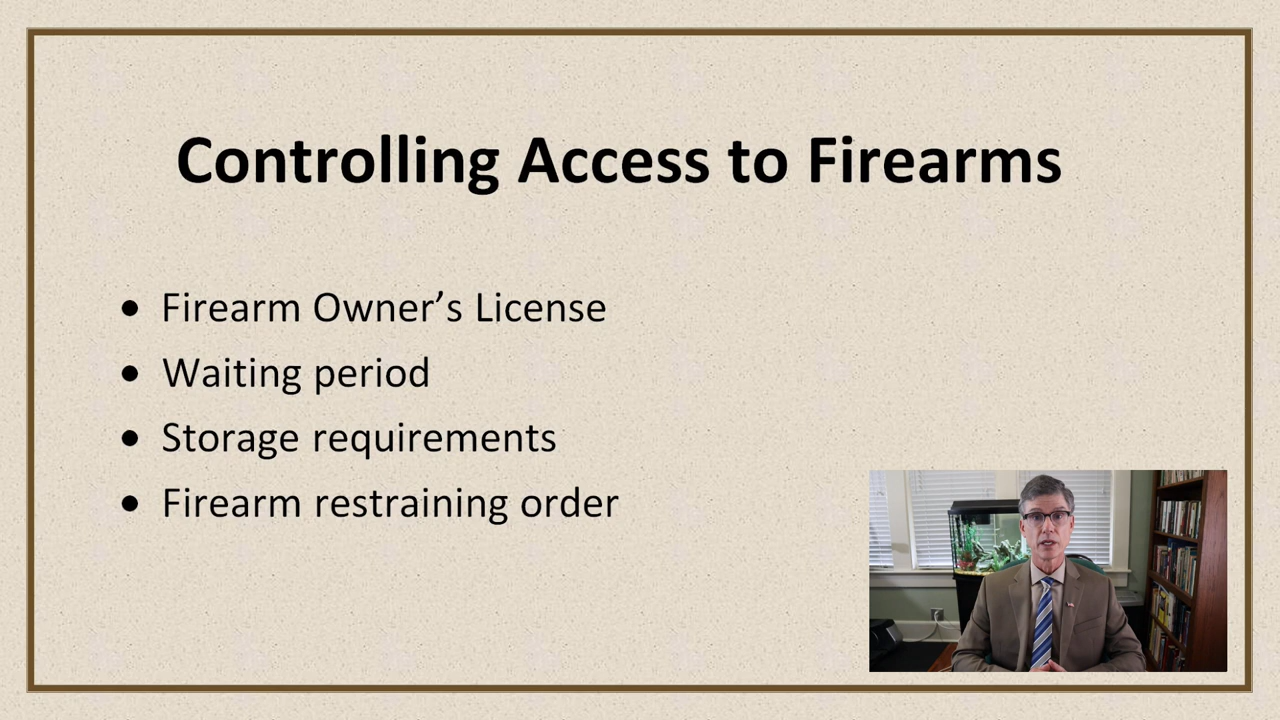 Controlling Access to Firearms
• Firearm Owner’s License
• Waiting period
• Storage requirements
• Firearm restraining order